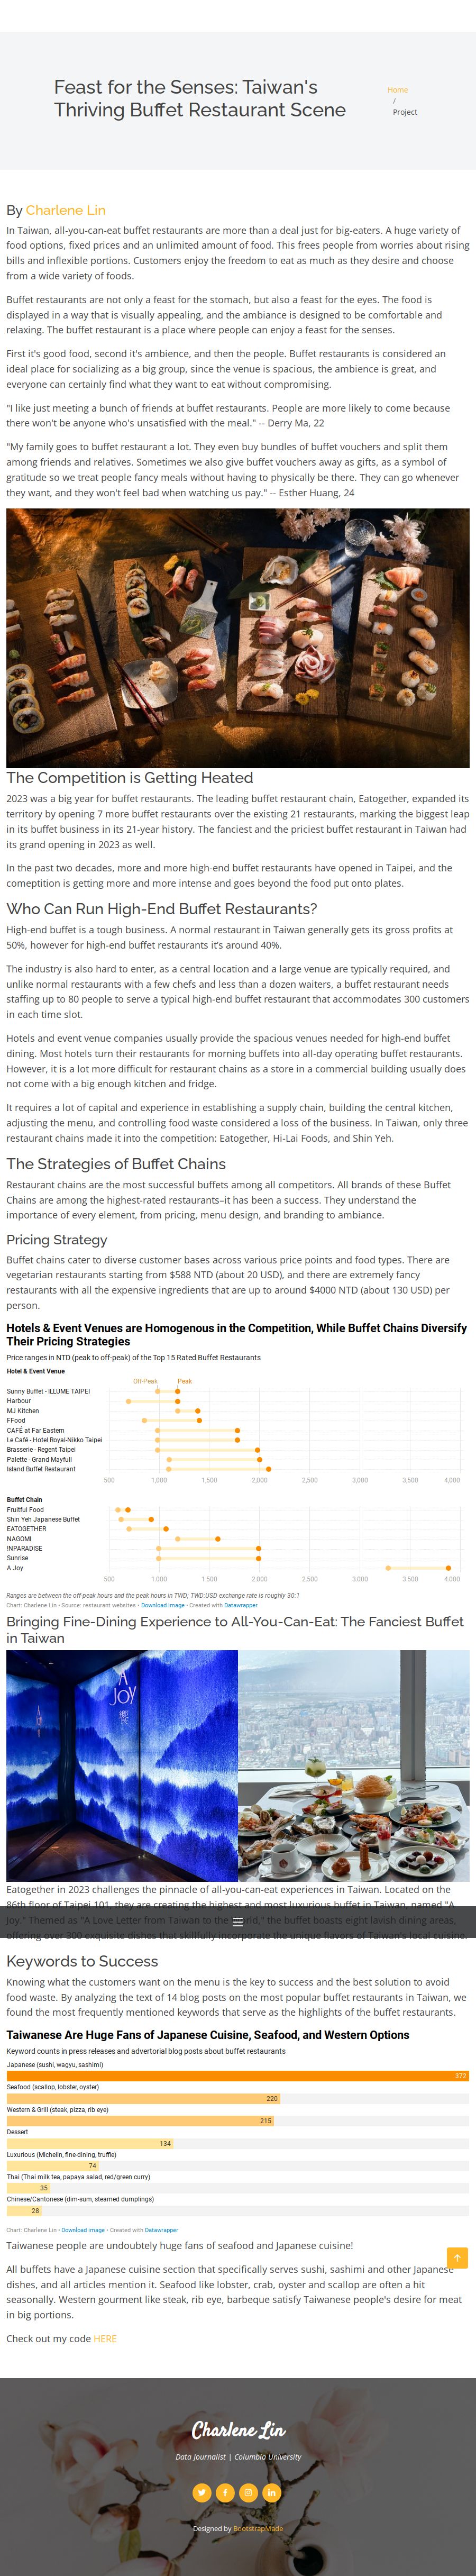 Feast for the Senses: Taiwan's
Thriving Buffet Restaurant Scene
Home
/
Project
By Charlene Lin
In Taiwan, all-you-can-eat buffet restaurants are more than a deal just for big-eaters. A huge variety of
food options, fixed prices and an unlimited amount of food. This frees people from worries about rising
bills and inflexible portions. Customers enjoy the freedom to eat as much as they desire and choose
from a wide variety of foods.
Buffet restaurants are not only a feast for the stomach, but also a feast for the eyes. The food is
displayed in a way that is visually appealing, and the ambiance is designed to be comfortable and
relaxing. The buffet restaurant is a place where people can enjoy a feast for the senses.
First it's good food, second it's ambience, and then the people. Buffet restaurants is considered an
ideal place for socializing as a big group, since the venue is spacious, the ambience is great, and
everyone can certainly find what they want to eat without compromising.
"I like just meeting a bunch of friends at buffet restaurants. People are more likely to come because
there won't be anyone who's unsatisfied with the meal." -- Derry Ma, 22
"My family goes to buffet restaurant a lot. They even buy bundles of buffet vouchers and split them
among friends and relatives. Sometimes we also give buffet vouchers away as gifts, as a symbol of
gratitude so we treat people fancy meals without having to physically be there. They can go whenever
they want, and they won't feel bad when watching us pay." -- Esther Huang, 24
The Competition is Getting Heated
2023 was a big year for buffet restaurants. The leading buffet restaurant chain, Eatogether, expanded its
territory by opening 7 more buffet restaurants over the existing 21 restaurants, marking the biggest leap
in its buffet business in its 21-year history. The fanciest and the priciest buffet restaurant in Taiwan had
its grand opening in 2023 as well.
In the past two decades, more and more high-end buffet restaurants have opened in Taipei, and the
comeptition is getting more and more intense and goes beyond the food put onto plates.
Who Can Run High-End Buffet Restaurants?
High-end buffet is a tough business. A normal restaurant in Taiwan generally gets its gross profits at
50%, however for high-end buffet restaurants it's around 40%.
The industry is also hard to enter, as a central location and a large venue are typically required, and
unlike normal restaurants with a few chefs and less than a dozen waiters, a buffet restaurant needs
staffing up to 80 people to serve a typical high-end buffet restaurant that accommodates 300 customers
in each time slot.
Hotels and event venue companies usually provide the spacious venues needed for high-end buffet
dining. Most hotels turn their restaurants for morning buffets into all-day operating buffet restaurants.
However, it is a lot more difficult for restaurant chains as a store in a commercial building usually does
not come with a big enough kitchen and fridge.
It requires a lot of capital and experience in establishing a supply chain, building the central kitchen,
adjusting the menu, and controlling food waste considered a loss of the business. In Taiwan, only three
restaurant chains made it into the competition: Eatogether, Hi-Lai Foods, and Shin Yeh.
The Strategies of Buffet Chains
Restaurant chains are the most successful buffets among all competitors. All brands of these Buffet
Chains are among the highest-rated restaurants–it has been a success. They understand the
importance of every element, from pricing, menu design, and branding to ambiance.
Pricing Strategy
Buffet chains cater to diverse customer bases across various price points and food types. There are
vegetarian restaurants starting from $588 NTD (about 20 USD), and there are extremely fancy
restaurants with all the expensive ingredients that are up to around $4000 NTD (about 130 USD) per
person.
Hotels & Event Venues are Homogenous in the Competition, While Buffet Chains Diversify
Their Pricing Strategies
Price ranges in NTD (peak to off-peak) of the Top 15 Rated Buffet Restaurants
Hotel & Event Venue
Off-Peak Peak
Sunny Buffet - ILLUME TAIPEI
Harbour
MJ Kitchen
FFood
CAFÉ at Far Eastern
Le Café - Hotel Royal-Nikko Taipei
Brasserie - Regent Taipei
Palette - Grand Mayfull
Island Buffet Restaurant
500 1,000 1,500 2,000 2,500 3,000 3,500 4,000
Buffet Chain
Fruitful Food
Shin Yeh Japanese Buffet
EATOGETHER
NAGOMI
!NPARADISE
Sunrise
A Joy
500 1,000 1,500 2,000 2,500 3,000 3,500 4,000
Ranges are between the off-peak hours and the peak hours in TWD; TWD:USD exchange rate is roughly 30:1
Chart: Charlene Lin • Source: restaurant websites • Download image • Created with Datawrapper
Bringing Fine-Dining Experience to All-You-Can-Eat: The Fanciest Buffet
in Taiwan
A
JOY
饗
Eatogether in 2023 challenges the pinnacle of all-you-can-eat experiences in Taiwan. Located on the
86th floor of Taipei 101, they are creating the highest and most luxurious buffet in Taiwan, named "A
Joy." Themed as "A Love Letter from Taiwan to the World," the buffet boasts eight lavish dining areas,
offering over 300 exquisite dishes that skillfully incorporate the unique flavors of Taiwan's local cuisine.
Keywords to Success
Knowing what the customers want on the menu is the key to success and the best solution to avoid
food waste. By analyzing the text of 14 blog posts on the most popular buffet restaurants in Taiwan, we
found the most frequently mentioned keywords that serve as the highlights of the buffet restaurants.
Taiwanese Are Huge Fans of Japanese Cuisine, Seafood, and Western Options
Keyword counts in press releases and advertorial blog posts about buffet restaurants
Japanese (sushi, wagyu, sashimi)
372
Seafood (scallop, lobster, oyster)
220
Western & Grill (steak, pizza, rib eye)
215
Dessert
134
Luxurious (Michelin, fine-dining, truffle)
74
Thai (Thai milk tea, papaya salad, red/green curry)
35
Chinese/Cantonese (dim-sum, steamed dumplings)
28
Chart: Charlene Lin • Download image • Created with Datawrapper
Taiwanese people are undoubtely huge fans of seafood and Japanese cuisine!
All buffets have a Japanese cuisine section that specifically serves sushi, sashimi and other Japanese
dishes, and all articles mention it. Seafood like lobster, crab, oyster and scallop are often a hit
seasonally. Western gourment like steak, rib eye, barbeque satisfy Taiwanese people's desire for meat
in big portions.
Check out my code HERE
Charlene Lin
Data Journalist | Columbia University
Designed by BootstrapMade